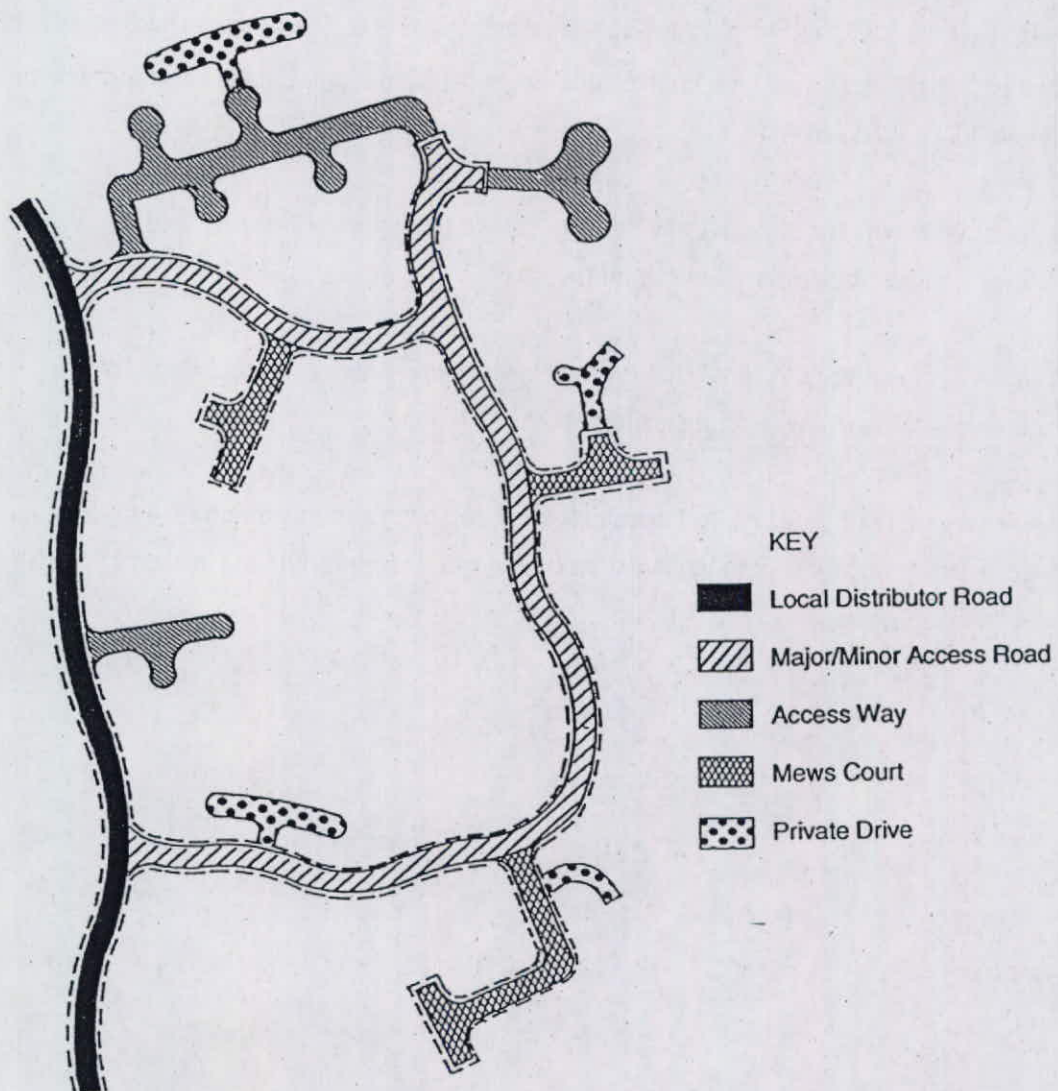 KEY
Local Distributor Road
Major/Minor Access Road
Access Way
Mews Court
Private Drive